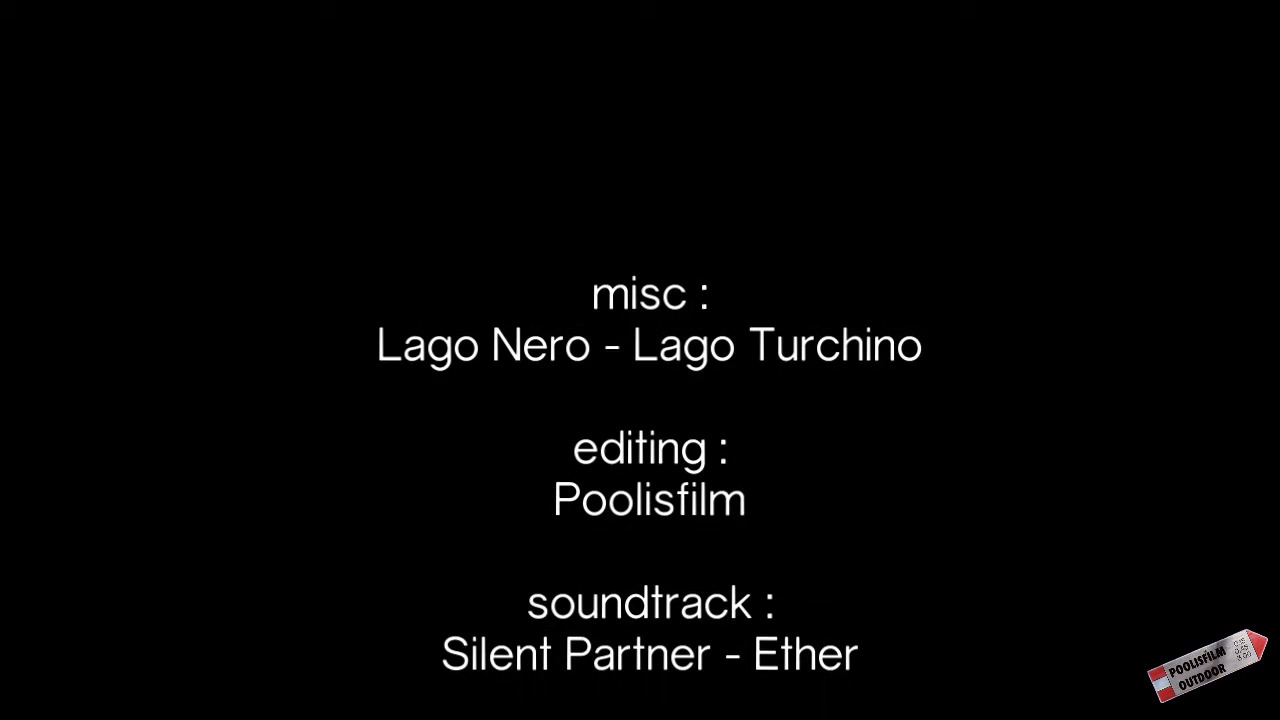 misc :
Lago Nero - Lago Turchino
editing :
Poolisfilm
soundtrack :
Silent Partner - Ether
POOLISFILM
OUTDOOR